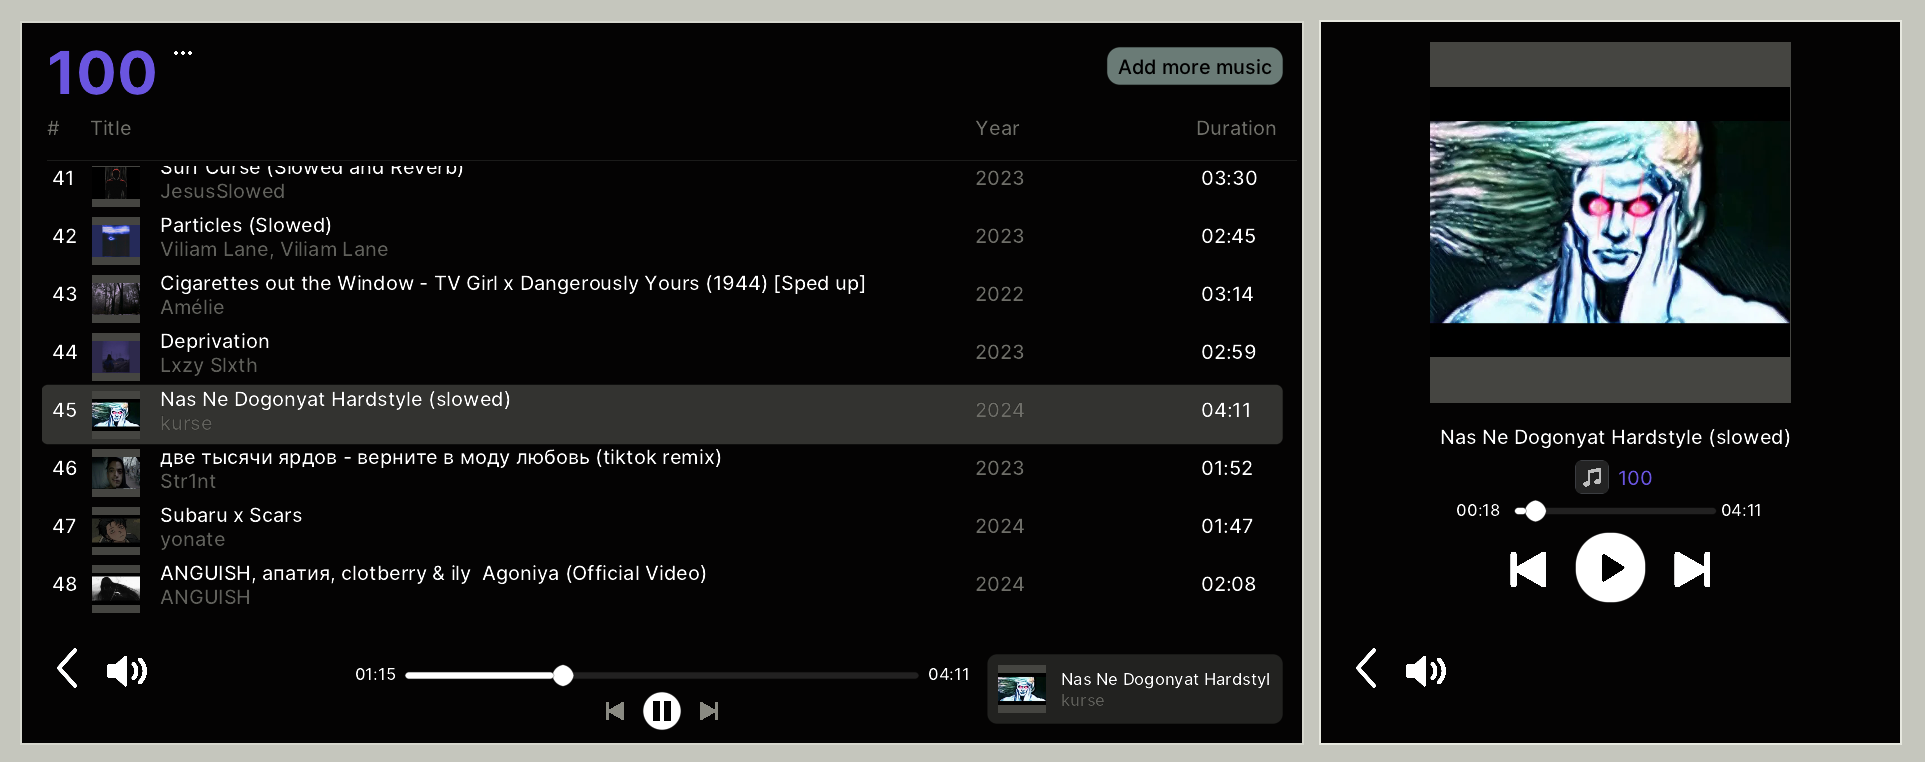 100
Add more music
# Title Year Duration
41 Surf Curse (Slowed and Reverb) 2023 03:30
JesusSlowed
42 Particles (Slowed) 2023 02:45
Viliam Lane, Viliam Lane
43 Cigarettes out the Window - TV Girl x Dangerously Yours (1944) [Sped up] 2022 03:14
Amélie
44 Deprivation 2023 02:59
Lxzy Slxth
45 Nas Ne Dogonyat Hardstyle (slowed) 2024 04:11
kurse
46 две тысячи ярдов - верните в моду любовь (tiktok remix) 2023 01:52
Str1nt
47 Subaru x Scars 2024 01:47
yonate
48 ANGUISH, апатия, clotberry & ily Agoniya (Official Video) 2024 02:08
ANGUISH
01:15 04:11
Nas Ne Dogonyat Hardstyl
kurse
Nas Ne Dogonyat Hardstyle (slowed)
100
00:18 04:11